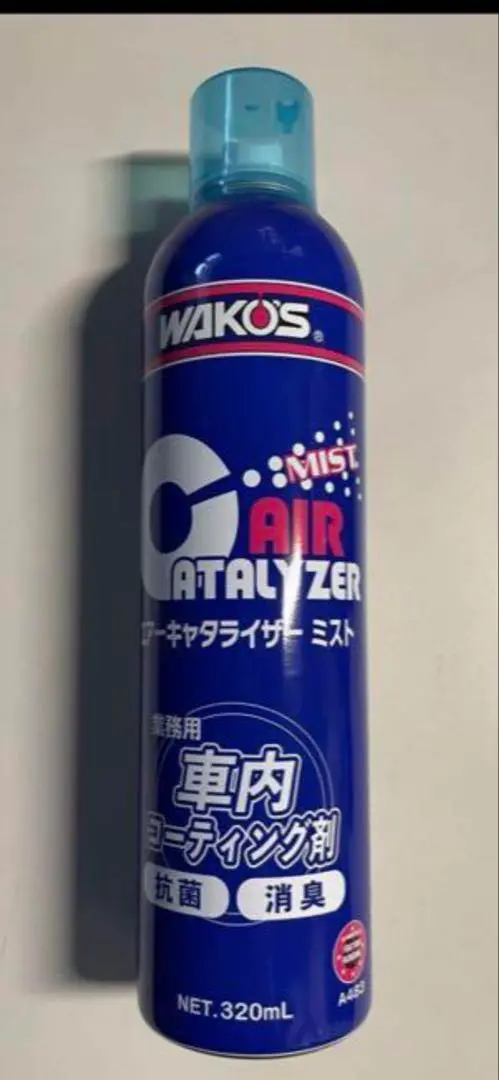 WAKO'S®
MIST
AIR
CATALYZER
エアーキャタライザー ミスト
業務用
車内
コーティング剤
抗菌
消臭
NET.320mL